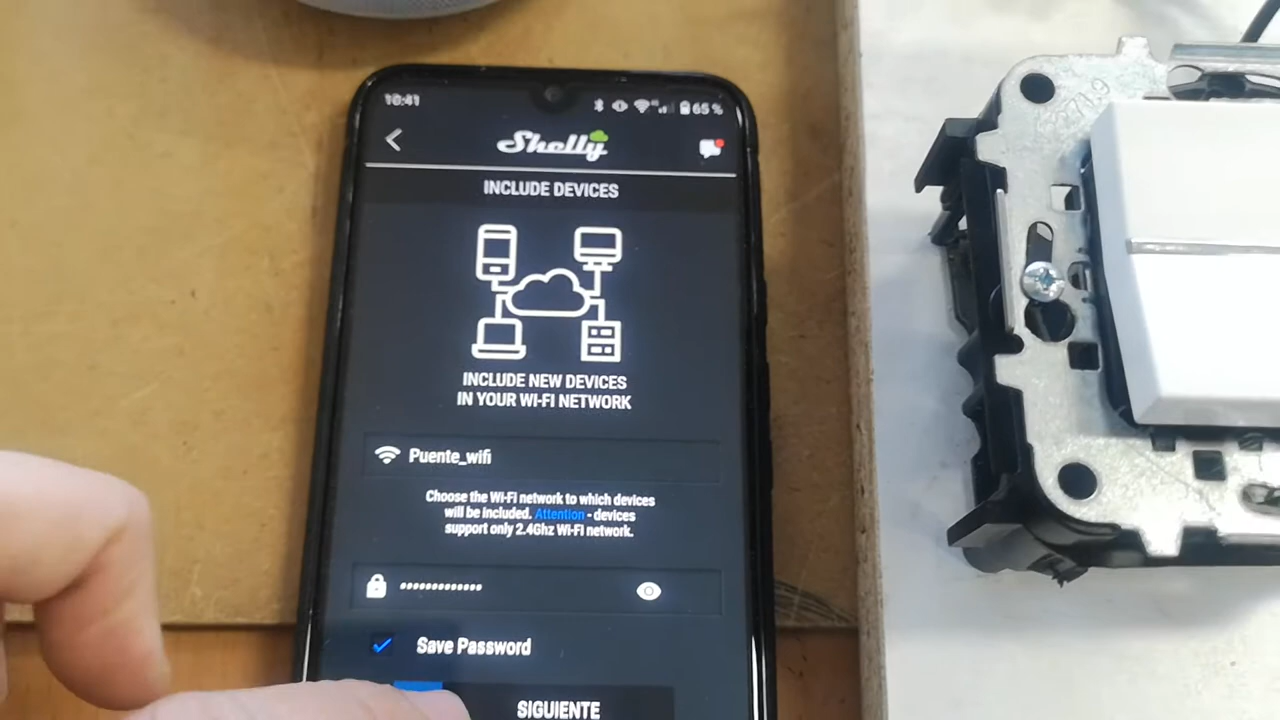 10:41
65 %
Shelly
INCLUDE DEVICES
INCLUDE NEW DEVICES
IN YOUR WI-FI NETWORK
Puente_wifi
Choose the Wi-Fi network to which devices
will be included. Attention - devices
support only 2.4Ghz Wi-Fi network.
•••••••••••••
Save Password
SIGUIENTE